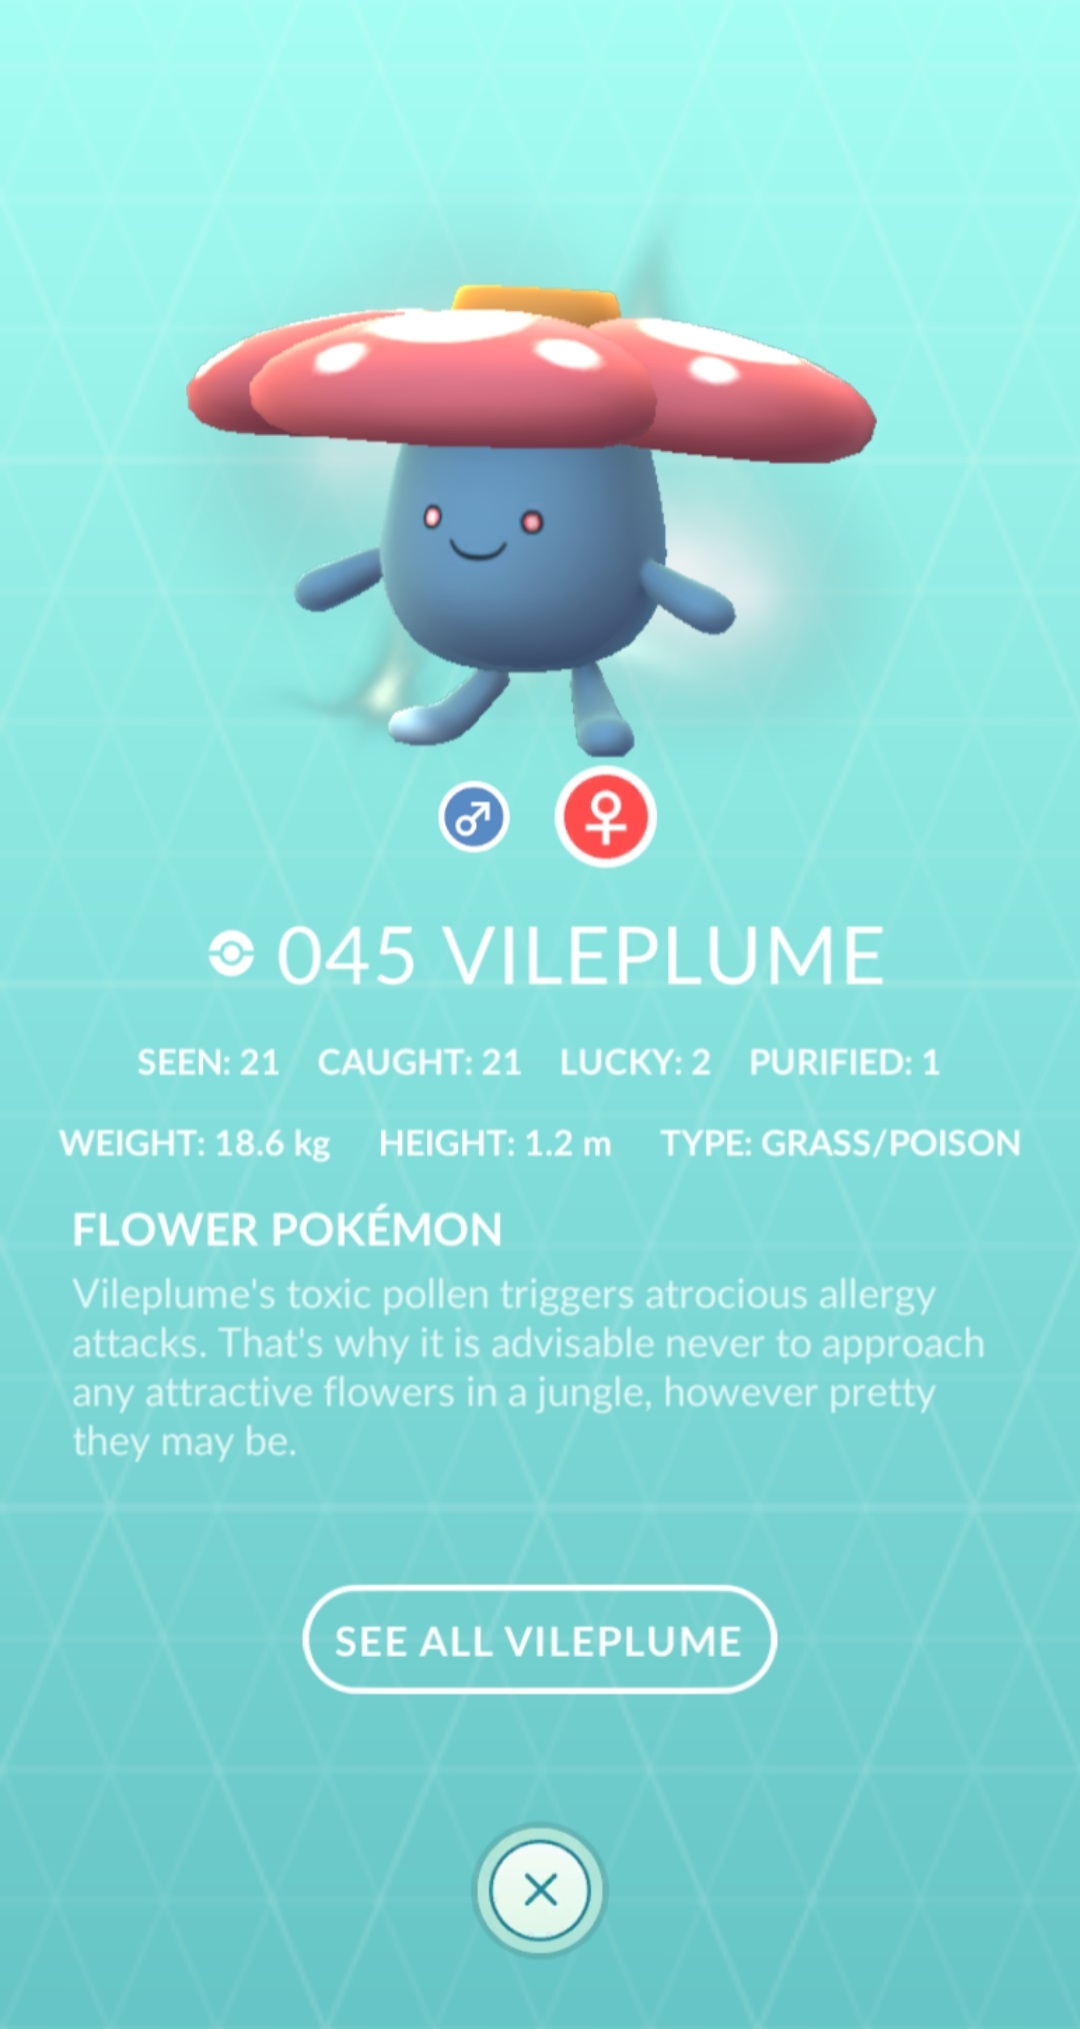 045 VILEPLUME
SEEN: 21 CAUGHT: 21 LUCKY: 2 PURIFIED: 1
WEIGHT: 18.6 kg HEIGHT: 1.2 m TYPE: GRASS/POISON
FLOWER POKÉMON
Vileplume's toxic pollen triggers atrocious allergy
attacks. That's why it is advisable never to approach
any attractive flowers in a jungle, however pretty
they may be.
SEE ALL VILEPLUME